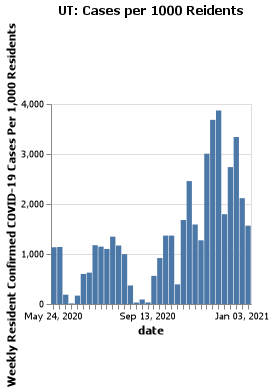 UT: Cases per 1000 Reidents
Weekly Resident Confirmed COVID-19 Cases Per 1,000 Residents
4,000
3,000
2,000
1,000
0
May 24, 2020
Sep 13, 2020
Jan 03, 2021
date